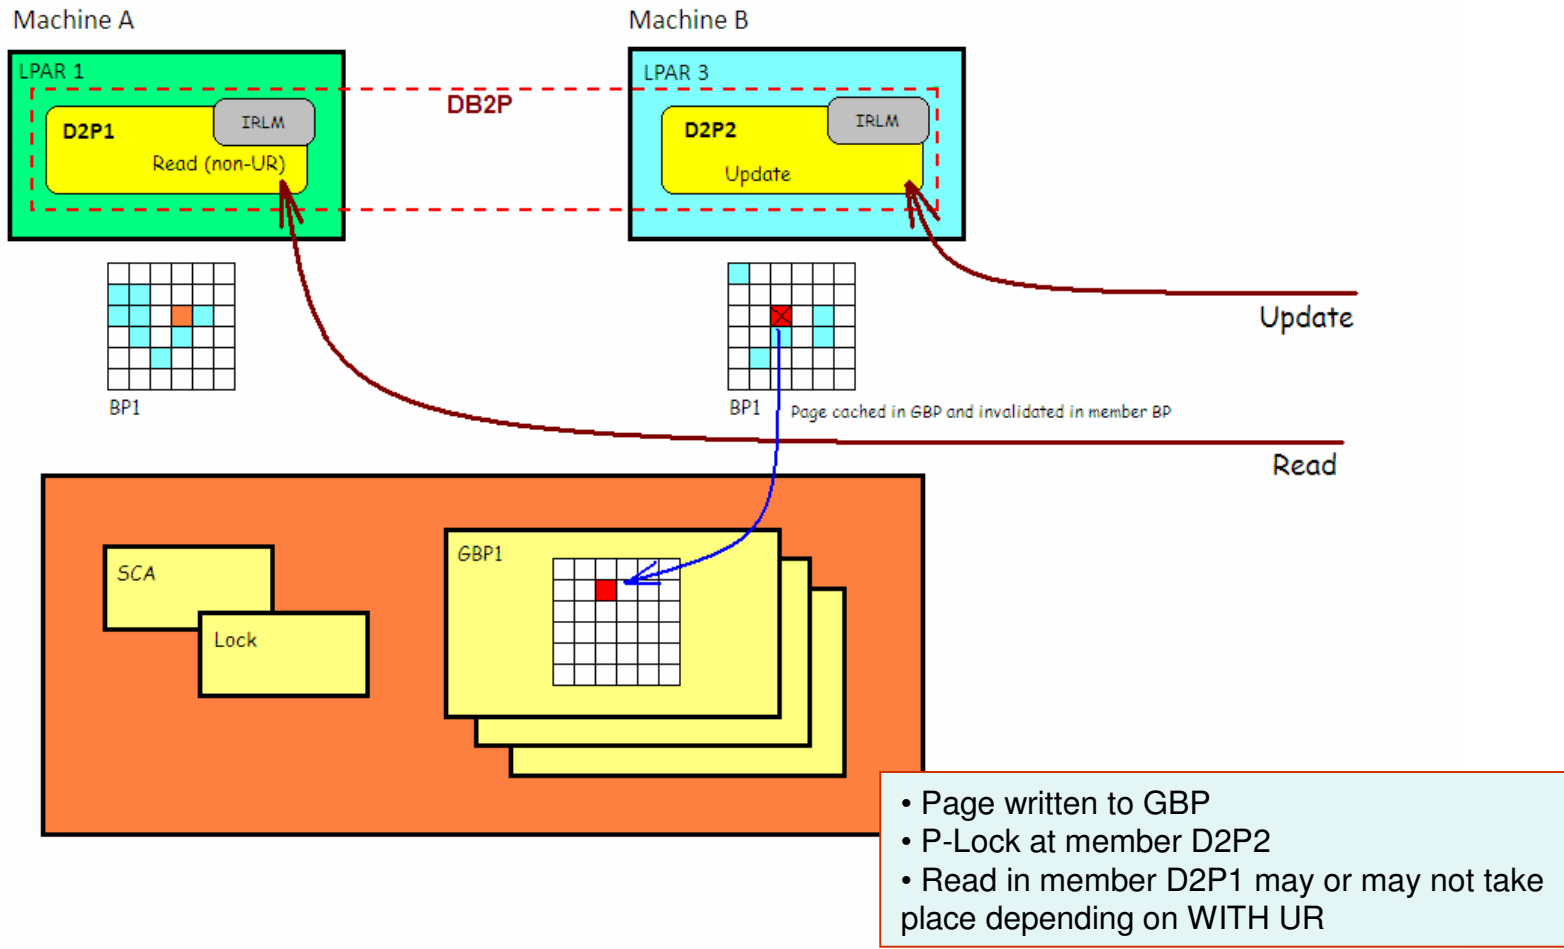 Machine A
Machine B
LPAR 1
LPAR 3
DB2P
D2P1
IRLM
Read (non-UR)
D2P2
IRLM
Update
Update
BP1
BP1
Page cached in GBP and invalidated in member BP
Read
SCA
Lock
GBP1
• Page written to GBP
• P-Lock at member D2P2
• Read in member D2P1 may or may not take
place depending on WITH UR